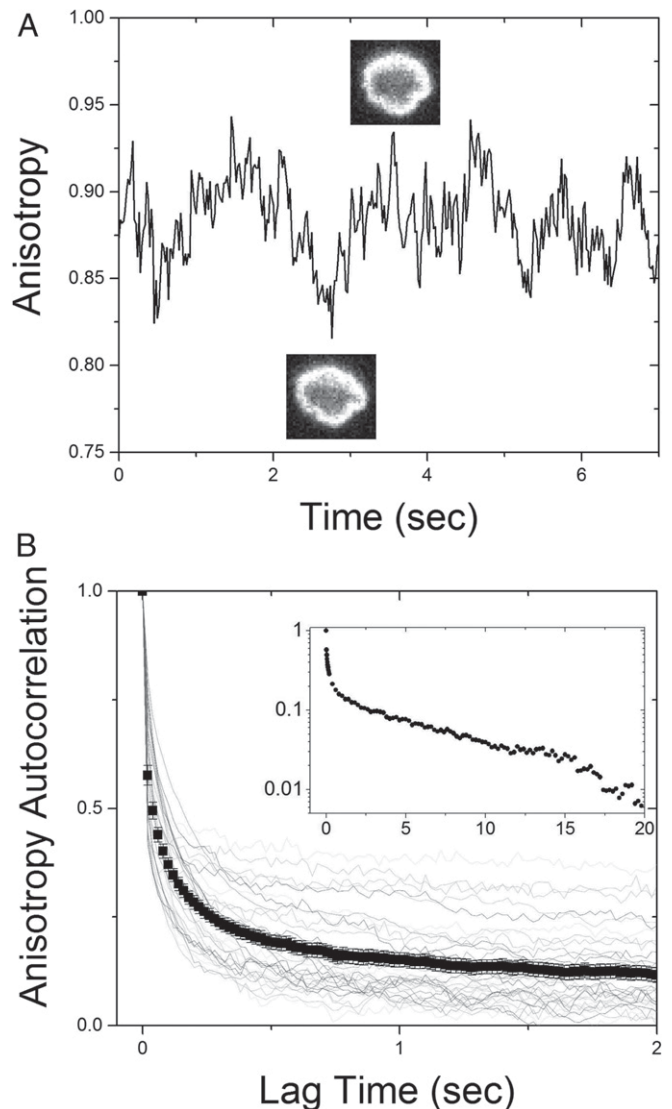 A
1.00
0.95
0.90
0.85
0.80
0.75
Anisotropy
0 2 4 6
Time (sec)
B
1.0
0.5
0.0
Anisotropy Autocorrelation
1
0.1
0.01
0 5 10 15 20
0 1 2
Lag Time (sec)